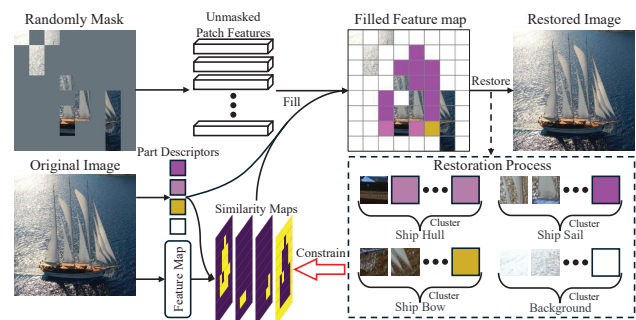 Randomly Mask
Unmasked
Patch Features
Filled Feature map
Restored Image
Fill
Restore
Original Image
Part Descriptors
Similarity Maps
Feature Map
Constrain
Restoration Process
Cluster
Ship Hull
Cluster
Ship Sail
Cluster
Ship Bow
Cluster
Background